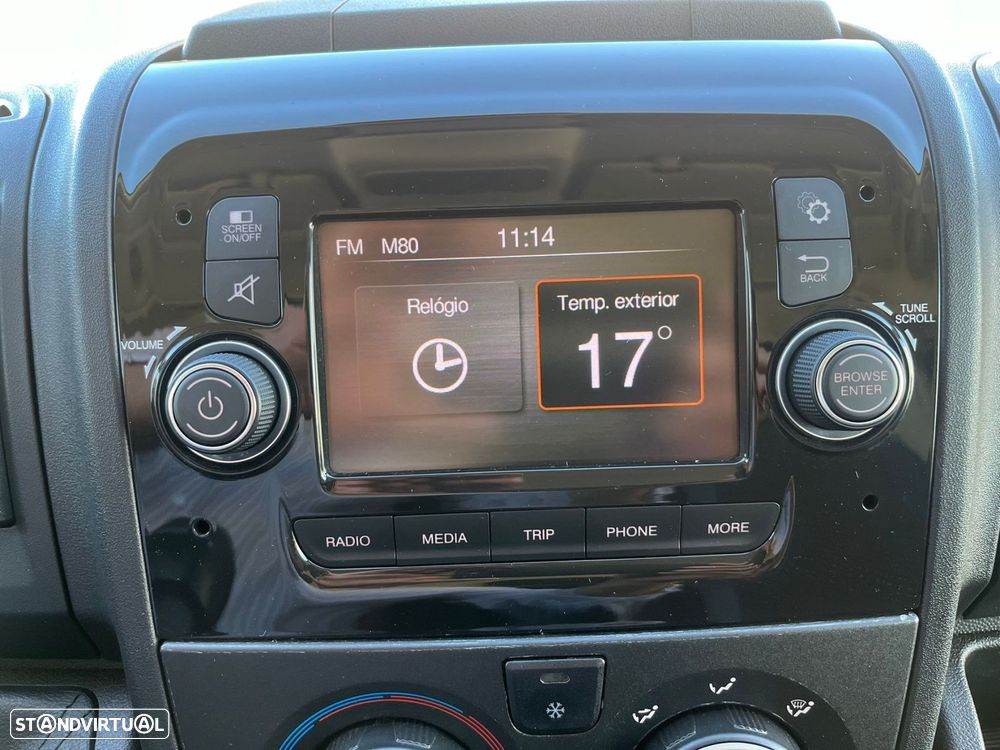 SCREEN
ON/OFF
FM M80 11:14
Relógio
Temp. exterior
17°
BACK
VOLUME
TUNE
SCROLL
BROWSE
ENTER
RADIO
MEDIA
TRIP
PHONE
MORE
STANDVIRTUAL